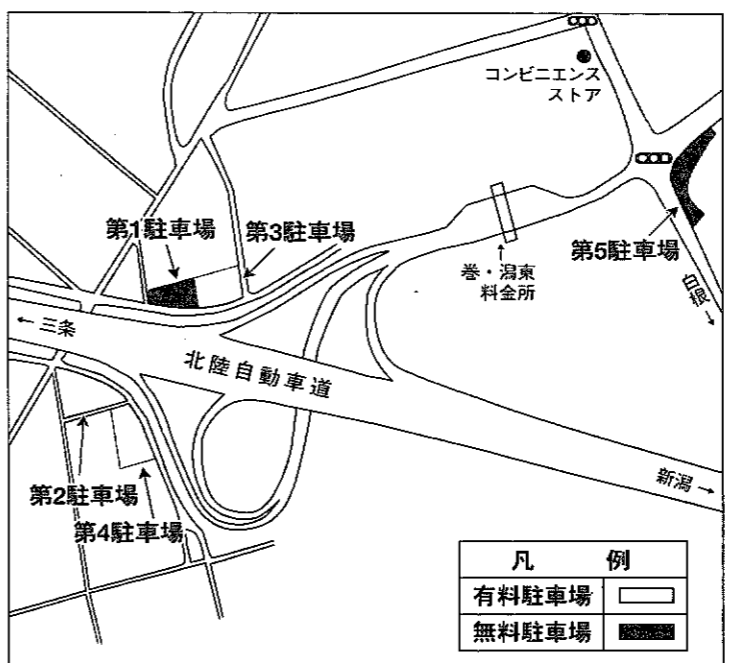 コンビニエンス
ストア
第1駐車場
第3駐車場
第5駐車場
巻・潟東
料金所
白根→
← 三条
北陸自動車道
新潟→
第2駐車場
第4駐車場
凡 例
有料駐車場
無料駐車場